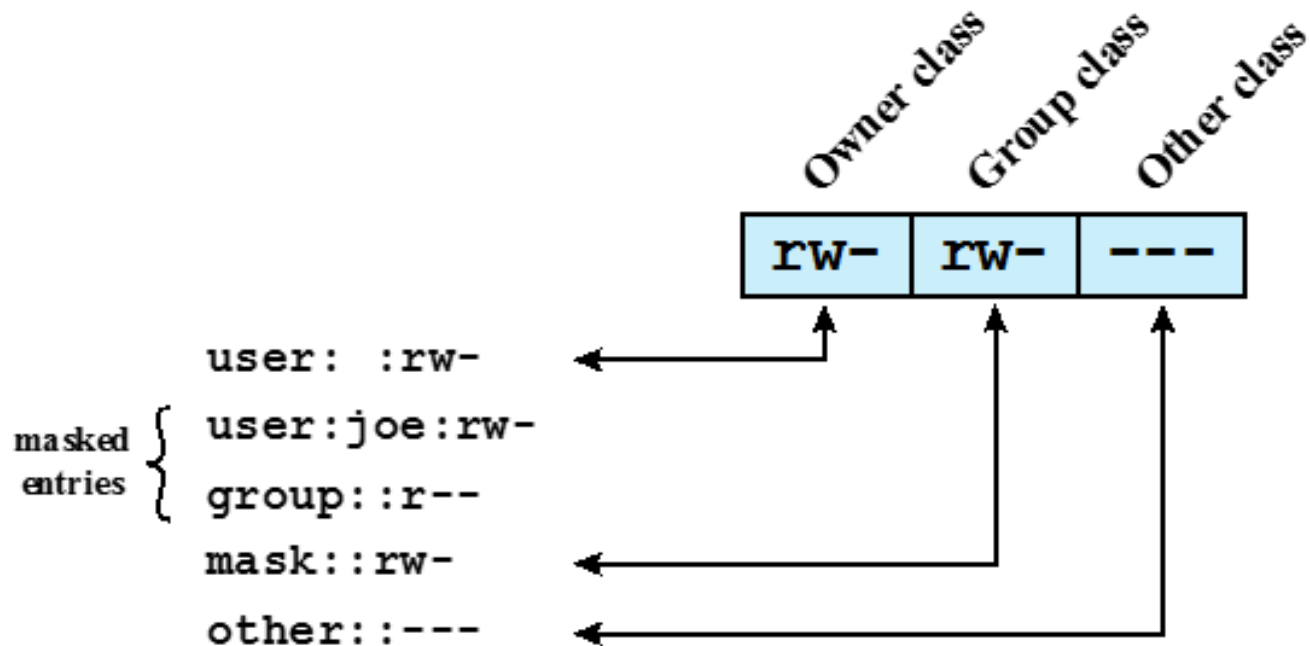 Owner class
Group class
Other class
rw- rw- ---
user: :rw-
masked
entries
user:joe:rw-
group::r--
mask::rw-
other::---